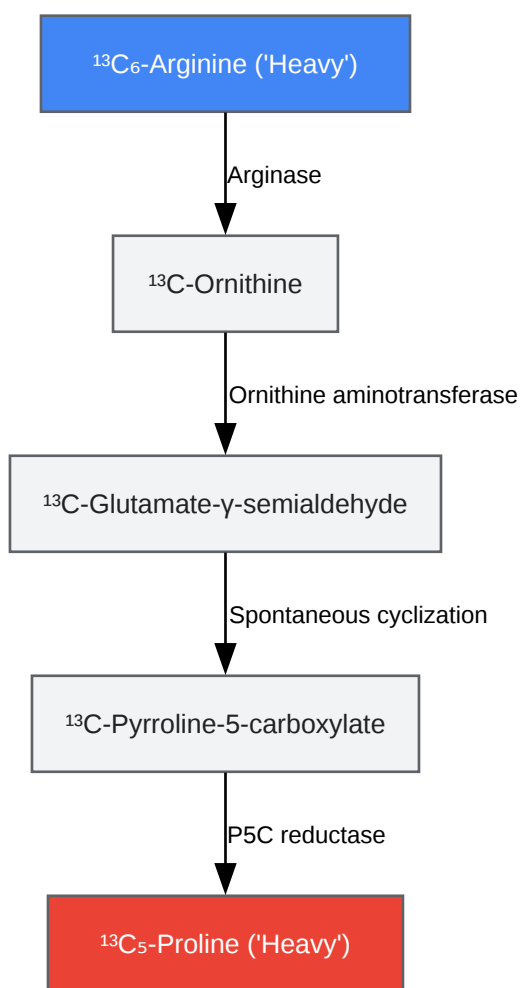 ¹³C₆-Arginine ('Heavy')
Arginase
¹³C-Ornithine
Ornithine aminotransferase
¹³C-Glutamate-γ-semialdehyde
Spontaneous cyclization
¹³C-Pyrroline-5-carboxylate
P5C reductase
¹³C₅-Proline ('Heavy')